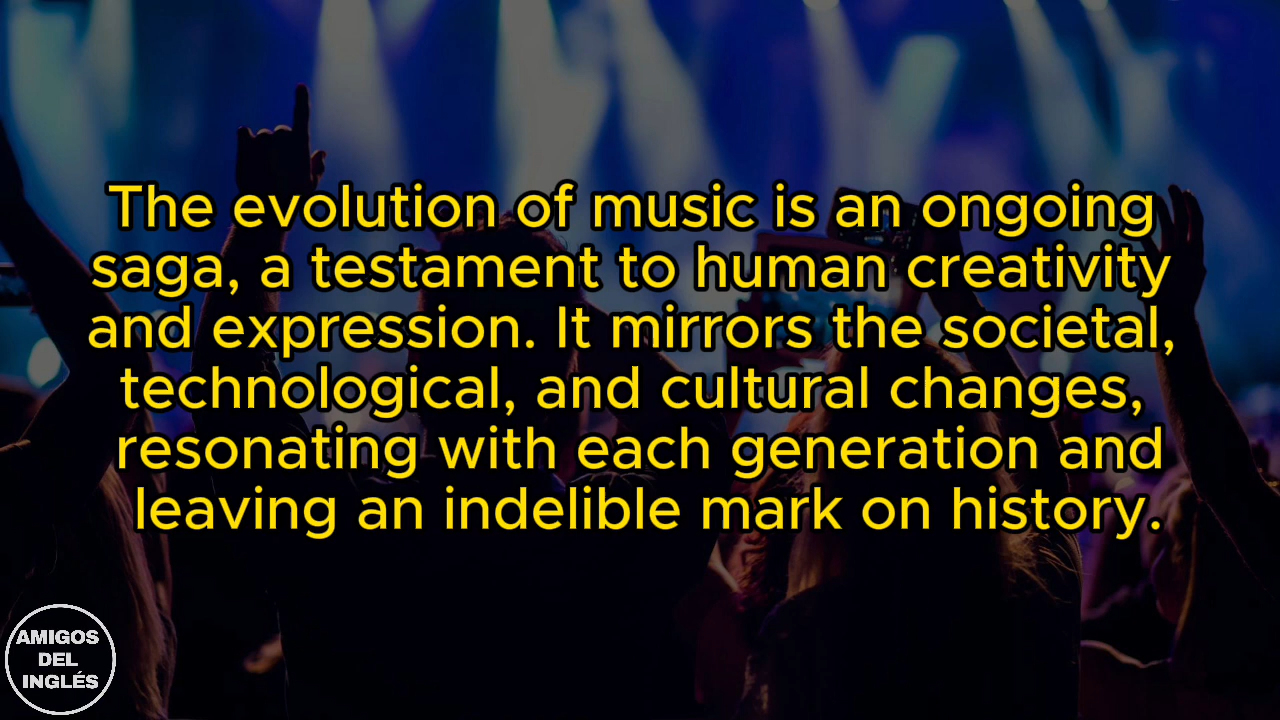 The evolution of music is an ongoing
saga, a testament to human creativity
and expression. It mirrors the societal,
technological, and cultural changes,
resonating with each generation and
leaving an indelible mark on history.
AMIGOS
DEL
INGLÉS